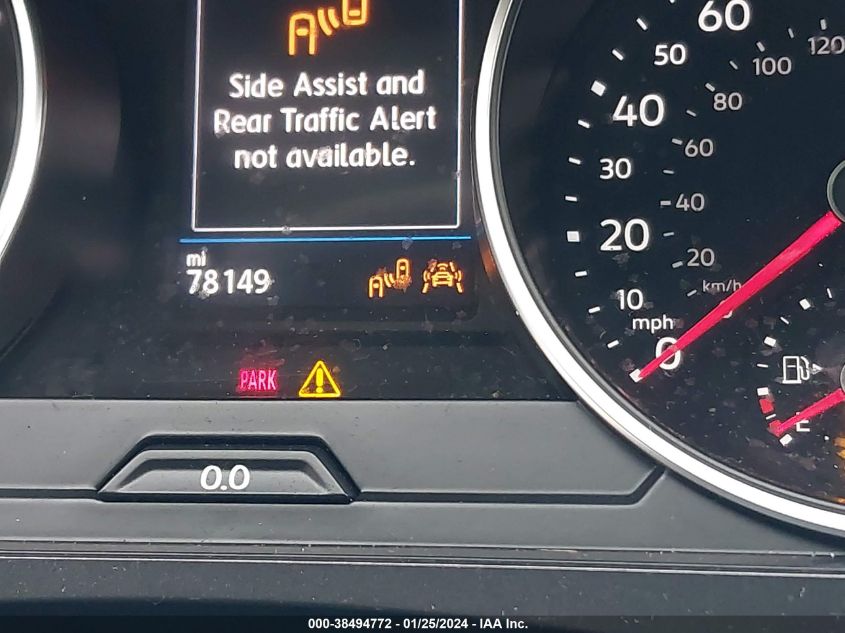 Side Assist and
Rear Traffic Alert
not available.
mi
78149
PARK
0.0
60
50
40
30
20
10
mph
0
120
100
80
60
40
20
km/h
E
000-38494772 - 01/25/2024 - IAA Inc.